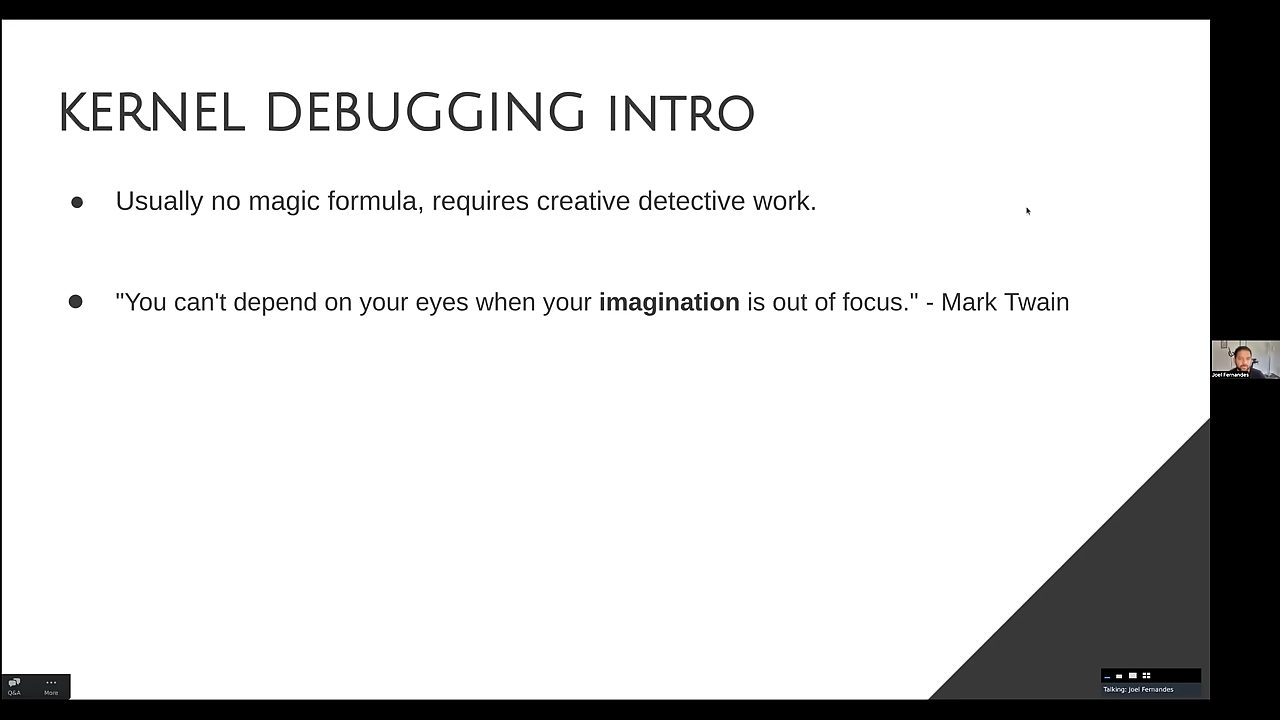 KERNEL DEBUGGING INTRO
● Usually no magic formula, requires creative detective work.
● "You can't depend on your eyes when your imagination is out of focus." - Mark Twain
Joel Fernandes
Q&A More
Talking: Joel Fernandes